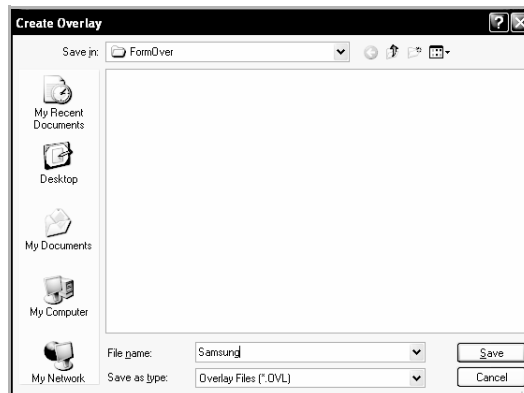 Create Overlay
Save in:
FormOver
My Recent
Documents
Desktop
My Documents
My Computer
My Network
File name:
Samsung
Save
Save as type:
Overlay Files (*.OVL)
Cancel